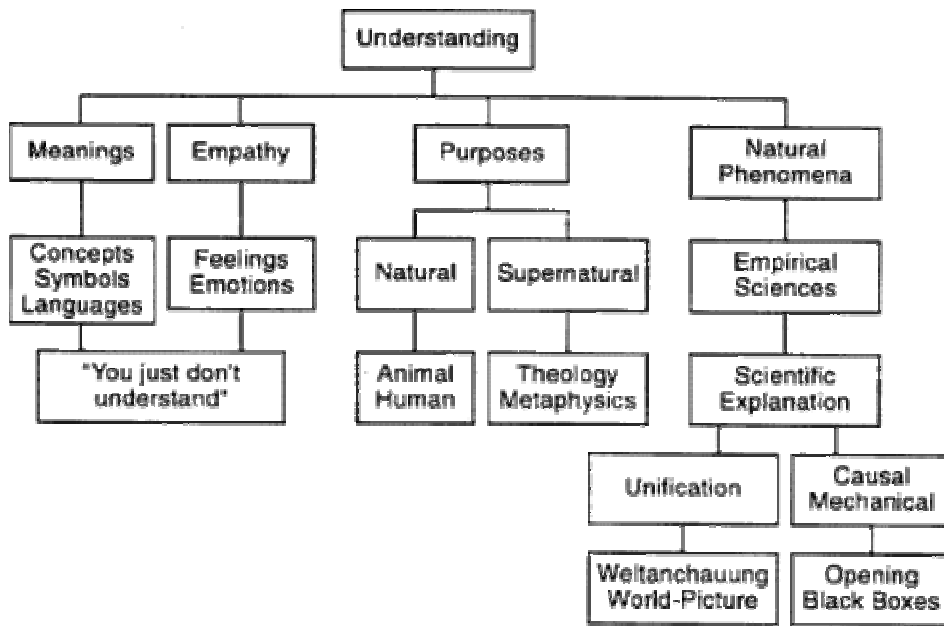 Understanding
Meanings
Empathy
Purposes
Natural
Phenomena
Concepts
Symbols
Languages
Feelings
Emotions
Natural
Supernatural
Empirical
Sciences
"You just don't
understand"
Animal
Human
Theology
Metaphysics
Scientific
Explanation
Unification
Causal
Mechanical
Weltanchauung
World-Picture
Opening
Black Boxes